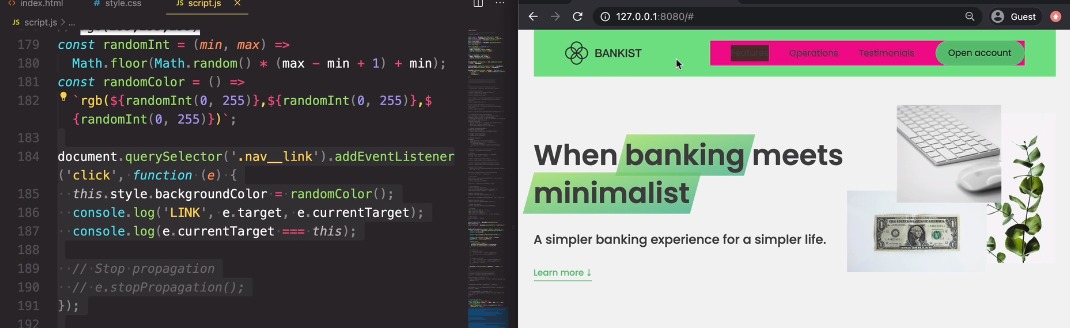 index.html
style.css
script.js
JS script.js > ...
179 const randomInt = (min, max) =>
180 Math.floor(Math.random() * (max - min + 1) + min);
181 const randomColor = () =>
182 `rgb(${randomInt(0, 255)},${randomInt(0, 255)},$
{randomInt(0, 255)})`;
183
184 document.querySelector('.nav__link').addEventListener
('click', function (e) {
185 this.style.backgroundColor = randomColor();
186 console.log('LINK', e.target, e.currentTarget);
187 console.log(e.currentTarget === this);
188
189 // Stop propagation
190 // e.stopPropagation();
191 });
192
127.0.0.1:8080/#
Guest
BANKIST
Features
Operations
Testimonials
Open account
When banking meets
minimalist
A simpler banking experience for a simpler life.
Learn more ↓